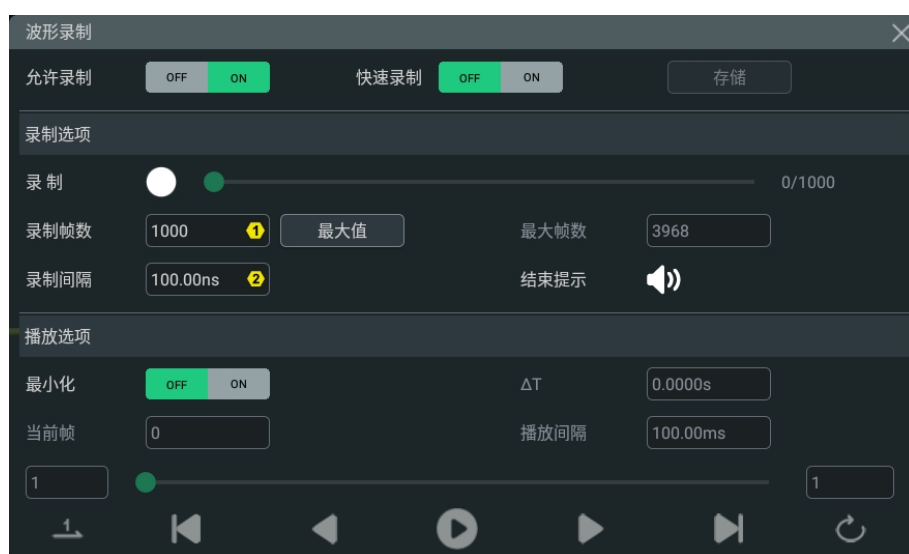 波形录制
允许录制 OFF ON 快速录制 OFF ON 存储
录制选项
录制 0/1000
录制帧数 1000 1 最大值 最大帧数 3968
录制间隔 100.00ns 2 结束提示
播放选项
最小化 OFF ON ΔT 0.0000s
当前帧 0 播放间隔 100.00ms
1 1
1